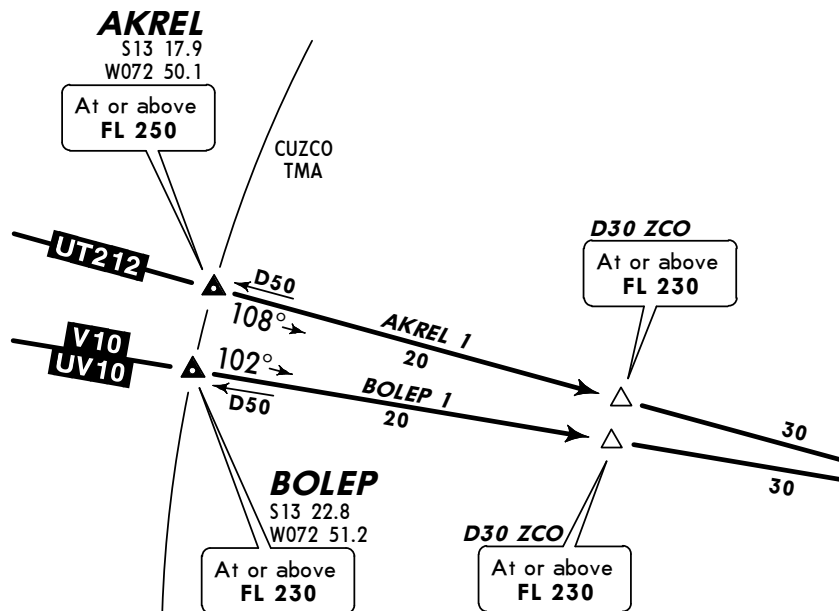 AKREL
S13 17.9
W072 50.1
At or above
FL 250
CUZCO
TMA
UT212
D50
108°
AKREL 1
20
D30 ZCO
At or above
FL 230
30
V10
UV10
102°
D50
BOLEP 1
20
30
BOLEP
S13 22.8
W072 51.2
At or above
FL 230
D30 ZCO
At or above
FL 230